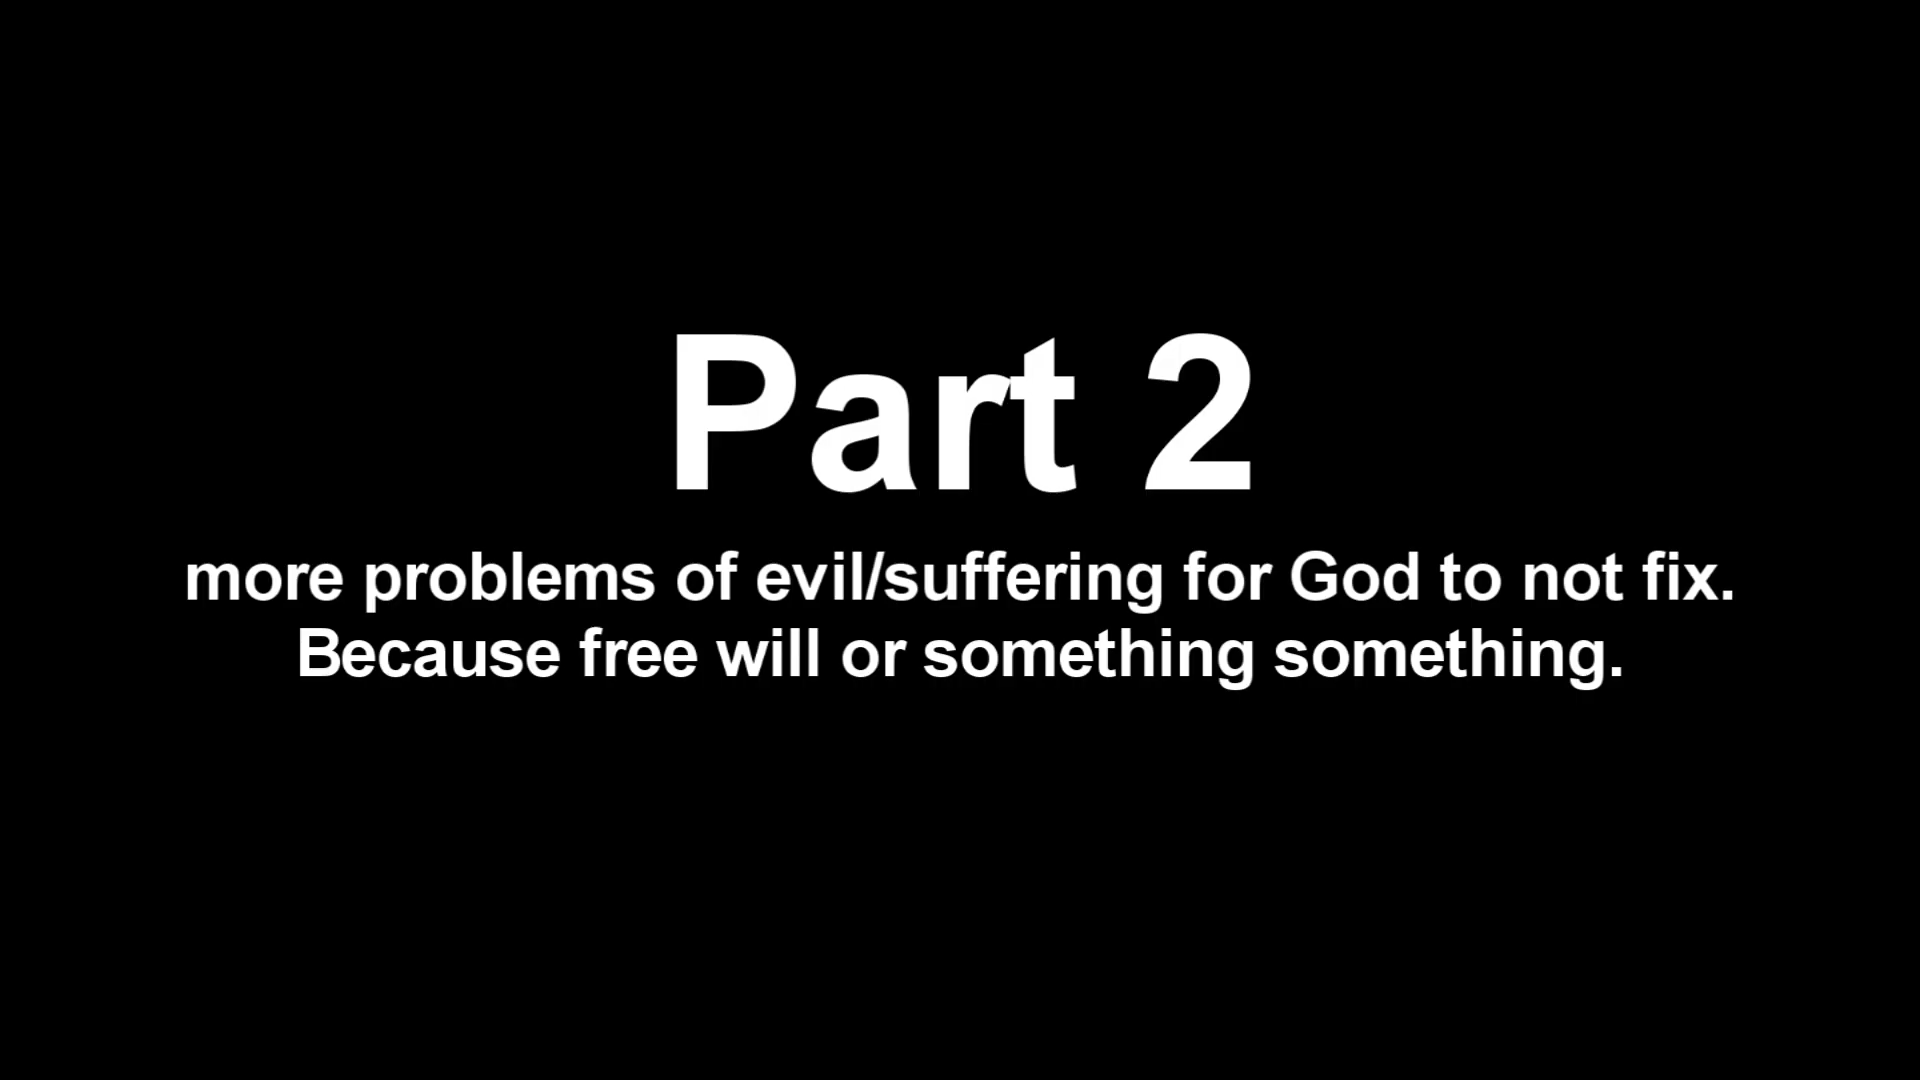 Part 2
more problems of evil/suffering for God to not fix.
Because free will or something something.